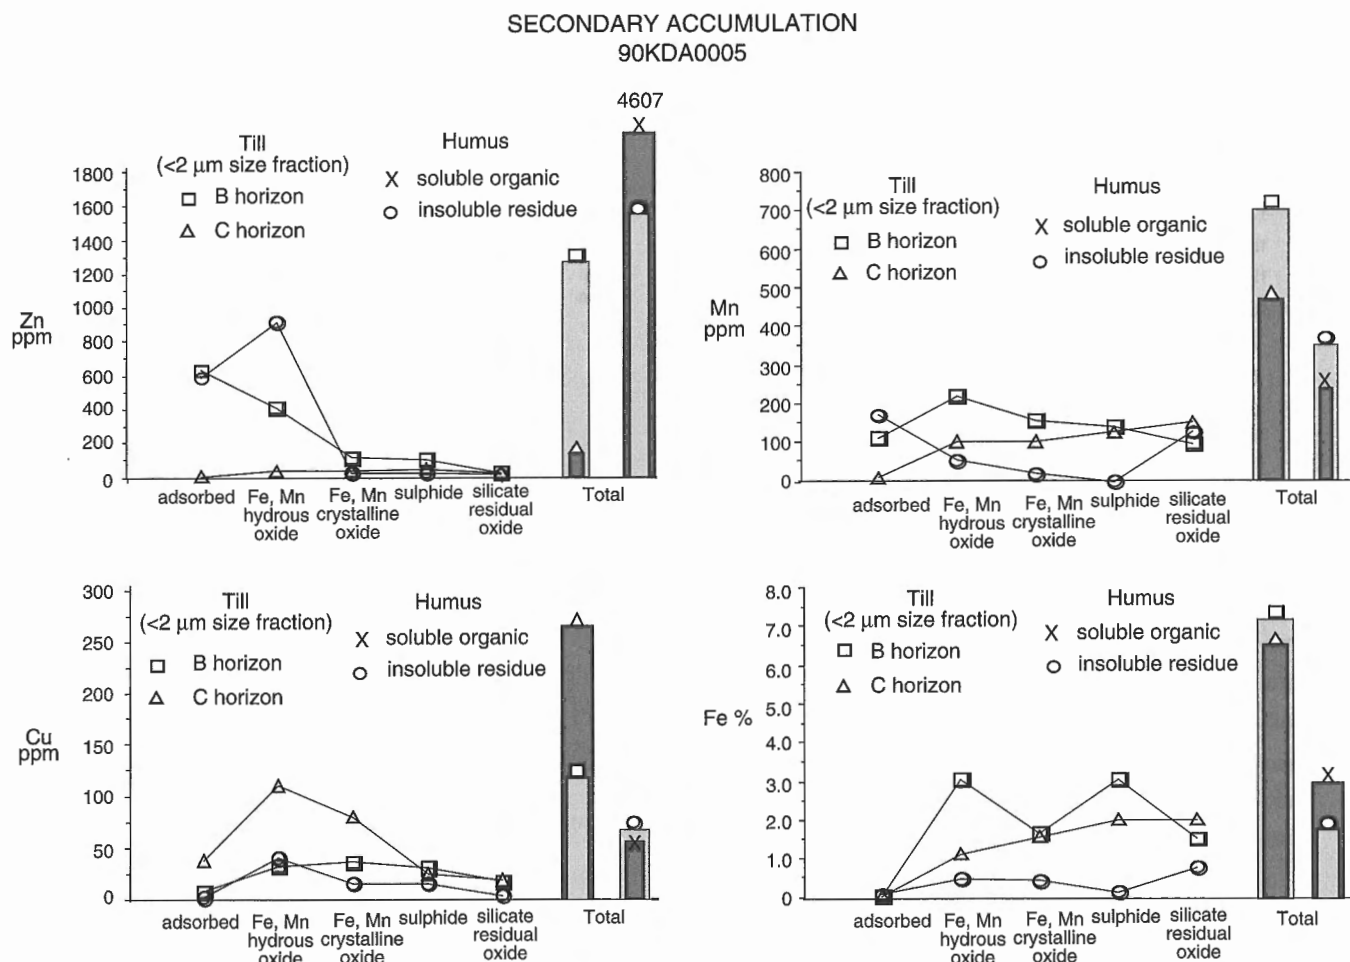 SECONDARY ACCUMULATION
90KDA0005
4607
Till
(<2 µm size fraction)
B horizon
C horizon
Humus
X soluble organic
insoluble residue
1800
1600
1400
1200
1000
800
600
400
200
0
Zn
ppm
adsorbed
Fe, Mn
hydrous
oxide
Fe, Mn
crystalline
oxide
sulphide
silicate
residual
oxide
Total
Till
(<2 µm size fraction)
B horizon
C horizon
Humus
X soluble organic
insoluble residue
800
700
600
500
400
300
200
100
0
Mn
ppm
adsorbed
Fe, Mn
hydrous
oxide
Fe, Mn
crystalline
oxide
sulphide
silicate
residual
oxide
Total
Till
(<2 µm size fraction)
B horizon
C horizon
Humus
X soluble organic
insoluble residue
300
250
200
150
100
50
0
Cu
ppm
adsorbed
Fe, Mn
hydrous
oxide
Fe, Mn
crystalline
oxide
sulphide
silicate
residual
oxide
Total
Till
(<2 µm size fraction)
B horizon
C horizon
Humus
X soluble organic
insoluble residue
8.0
7.0
6.0
5.0
4.0
3.0
2.0
1.0
0
Fe %
adsorbed
Fe, Mn
hydrous
oxide
Fe, Mn
crystalline
oxide
sulphide
silicate
residual
oxide
Total